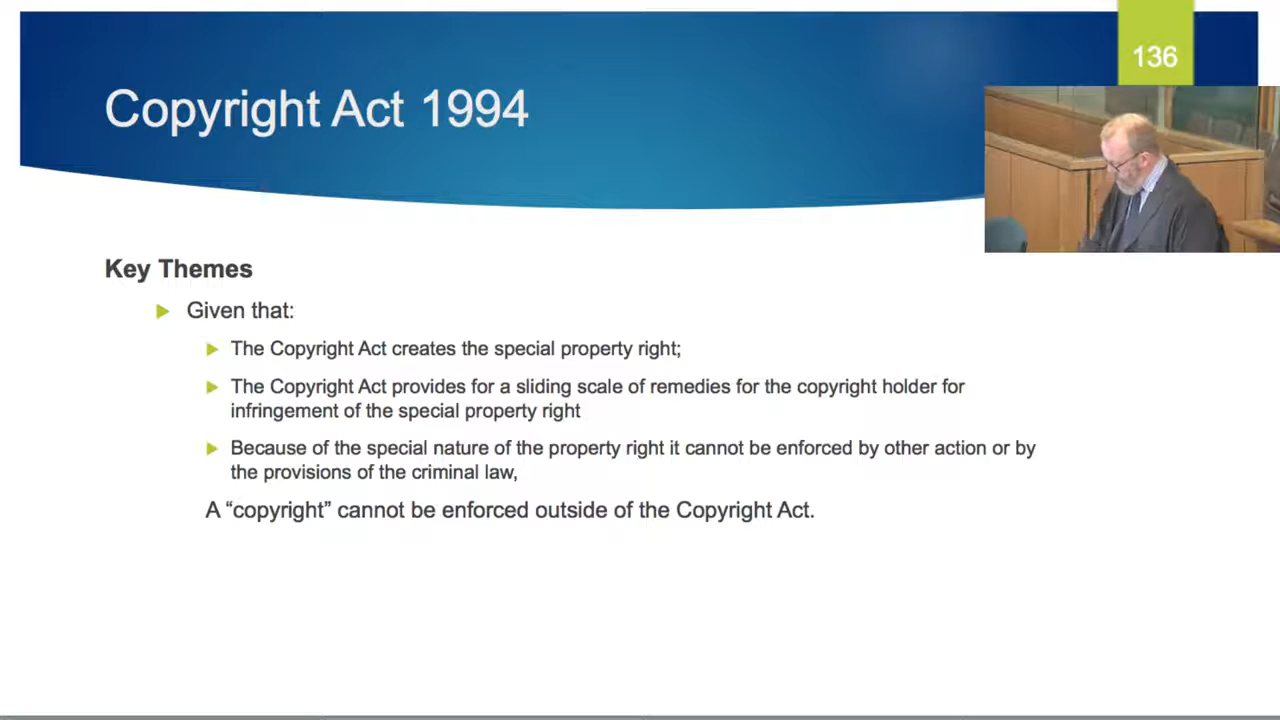 136
Copyright Act 1994
Key Themes
Given that:
The Copyright Act creates the special property right;
The Copyright Act provides for a sliding scale of remedies for the copyright holder for
infringement of the special property right
Because of the special nature of the property right it cannot be enforced by other action or by
the provisions of the criminal law,
A “copyright” cannot be enforced outside of the Copyright Act.